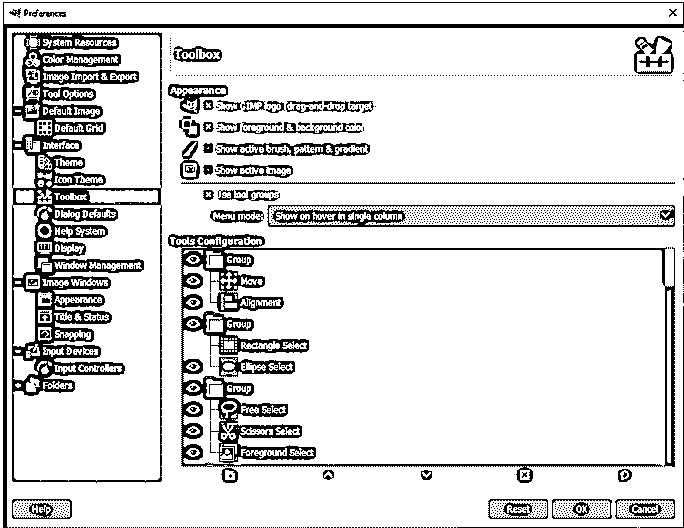 Preferences
System Resources
Color Management
Image Import & Export
Tool Options
Default Image
Default Grid
Interface
Theme
Icon Theme
Toolbox
Dialog Defaults
Help System
Display
Window Management
Image Windows
Appearance
Title & Status
Snapping
Input Devices
Input Controllers
Folders
Toolbox
Appearance
Show GIMP logo (drag-and-drop target)
Show foreground & background color
Show active brush, pattern & gradient
Show active image
Use tool groups
Menu mode: Show on hover in single column
Tools Configuration
Group
Move
Alignment
Group
Rectangle Select
Ellipse Select
Group
Free Select
Scissors Select
Foreground Select
Help
Reset
OK
Cancel